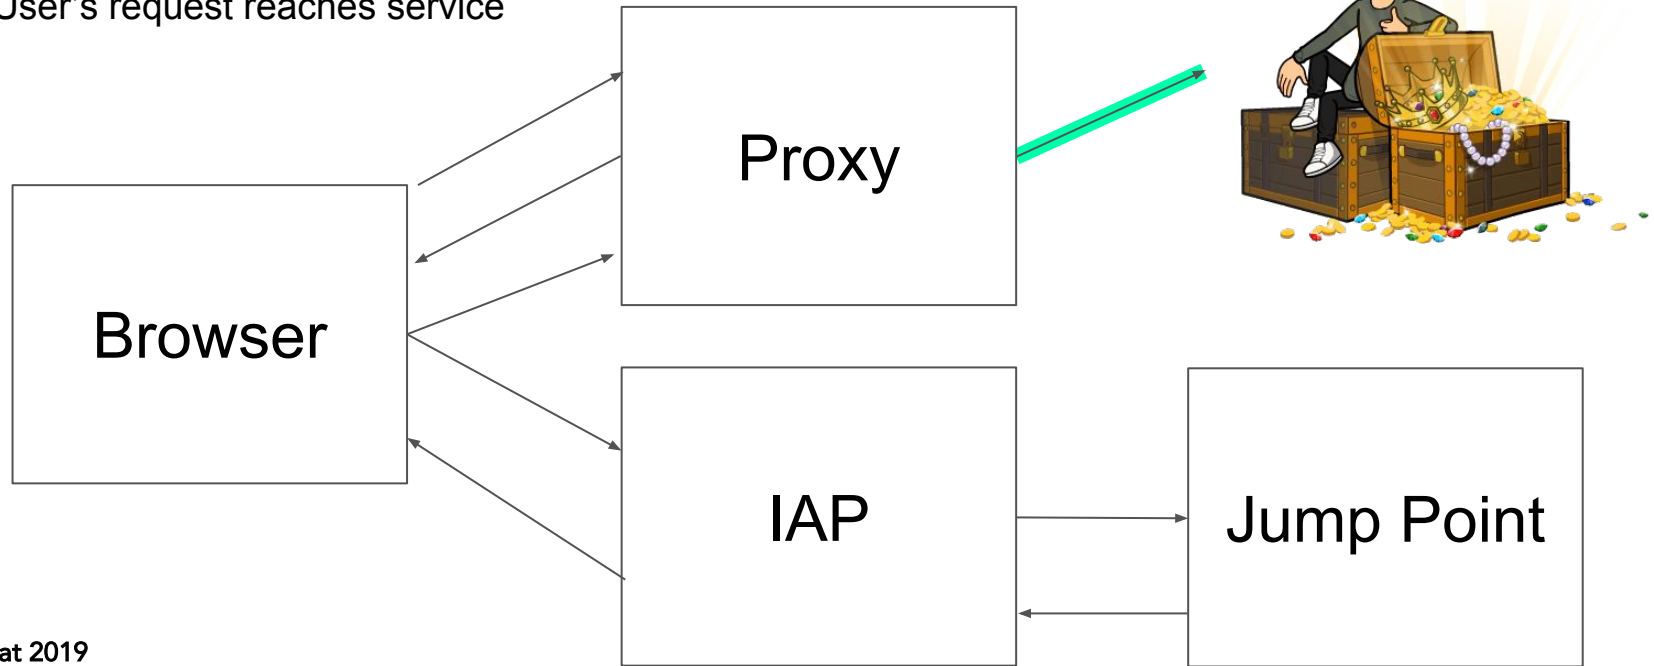 User's request reaches service
Proxy
Browser
IAP
Jump Point
at 2019